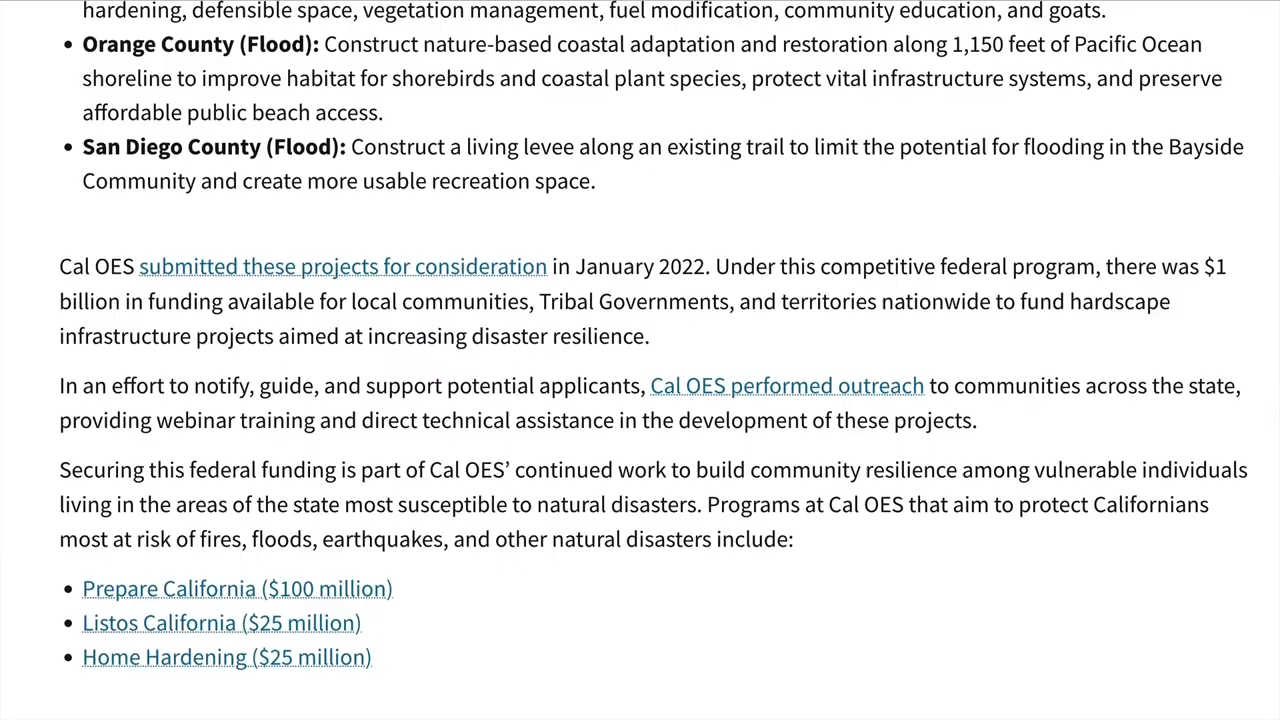 hardening, defensible space, vegetation management, fuel modification, community education, and goats.
• Orange County (Flood): Construct nature-based coastal adaptation and restoration along 1,150 feet of Pacific Ocean
shoreline to improve habitat for shorebirds and coastal plant species, protect vital infrastructure systems, and preserve
affordable public beach access.
• San Diego County (Flood): Construct a living levee along an existing trail to limit the potential for flooding in the Bayside
Community and create more usable recreation space.
Cal OES submitted these projects for consideration in January 2022. Under this competitive federal program, there was $1
billion in funding available for local communities, Tribal Governments, and territories nationwide to fund hardscape
infrastructure projects aimed at increasing disaster resilience.
In an effort to notify, guide, and support potential applicants, Cal OES performed outreach to communities across the state,
providing webinar training and direct technical assistance in the development of these projects.
Securing this federal funding is part of Cal OES’ continued work to build community resilience among vulnerable individuals
living in the areas of the state most susceptible to natural disasters. Programs at Cal OES that aim to protect Californians
most at risk of fires, floods, earthquakes, and other natural disasters include:
• Prepare California ($100 million)
• Listos California ($25 million)
• Home Hardening ($25 million)